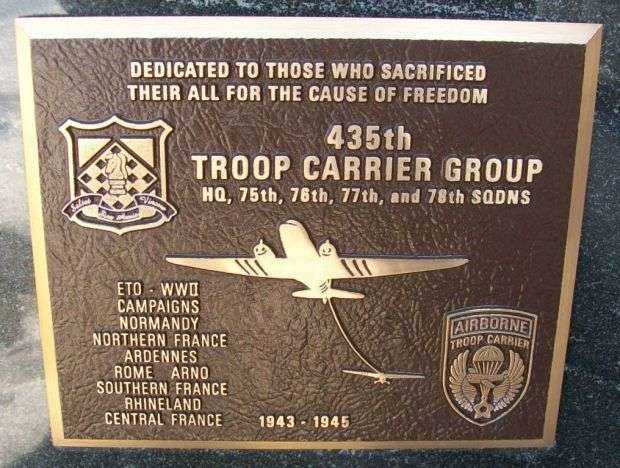 DEDICATED TO THOSE WHO SACRIFICED
THEIR ALL FOR THE CAUSE OF FREEDOM
435th
TROOP CARRIER GROUP
HQ, 75th, 76th, 77th, and 78th SQDNS
ETO - WWII
CAMPAIGNS
NORMANDY
NORTHERN FRANCE
ARDENNES
ROME ARNO
SOUTHERN FRANCE
RHINELAND
CENTRAL FRANCE
1943 - 1945
AIRBORNE
TROOP CARRIER